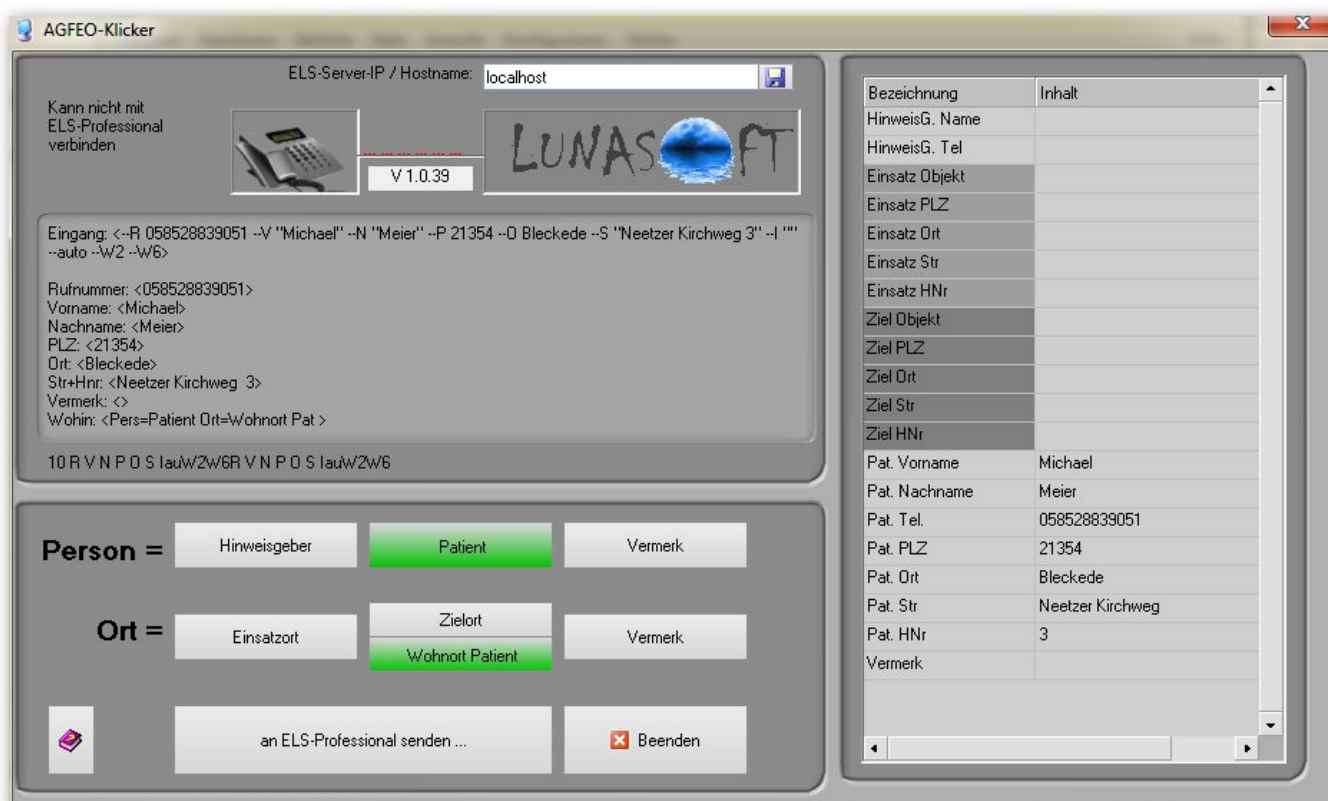 AGFEO-Klicker
ELS-Server-IP / Hostname:
localhost
Kann nicht mit
ELS-Professional
verbinden
V 1.0.39
LUNASOFT
Eingang: <--R 058528839051 --V "Michael" --N "Meier" --P 21354 --O Bleckede --S "Neetzer Kirchweg 3" --I ""
--auto --W2 --W6>
Rufnummer: <058528839051>
Vorname: <Michael>
Nachname: <Meier>
PLZ: <21354>
Ort: <Bleckede>
Str+Hnr: <Neetzer Kirchweg  3>
Vermerk: <>
Wohin: <Pers=Patient Ort=Wohnort Pat >
10 R V N P O S IauW2W6R V N P O S IauW2W6
Person =
Hinweisgeber
Patient
Vermerk
Ort =
Einsatzort
Zielort
Wohnort Patient
Vermerk
an ELS-Professional senden ...
Beenden
Bezeichnung Inhalt
HinweisG. Name
HinweisG. Tel
Einsatz Objekt
Einsatz PLZ
Einsatz Ort
Einsatz Str
Einsatz HNr
Ziel Objekt
Ziel PLZ
Ziel Ort
Ziel Str
Ziel HNr
Pat. Vorname Michael
Pat. Nachname Meier
Pat. Tel. 058528839051
Pat. PLZ 21354
Pat. Ort Bleckede
Pat. Str Neetzer Kirchweg
Pat. HNr 3
Vermerk